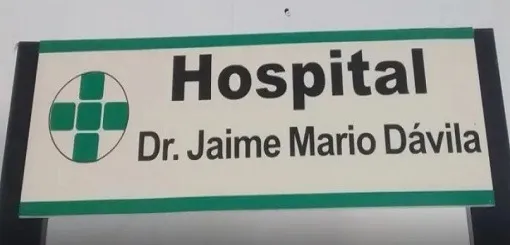 Hospital
Dr. Jaime Mario Dávila